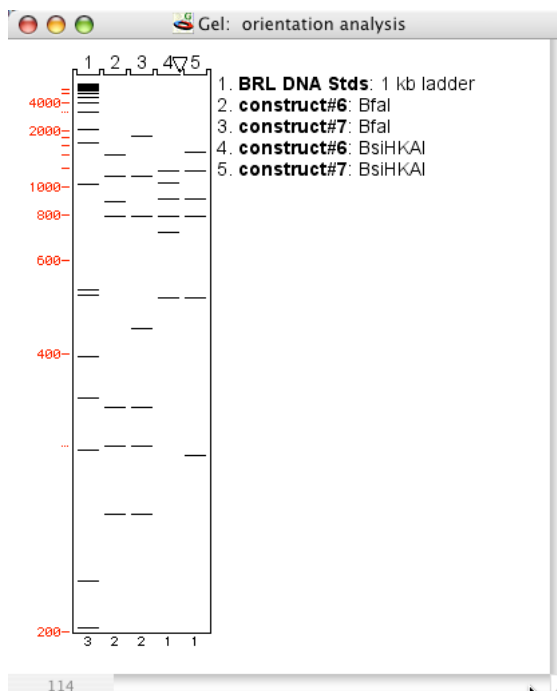 Gel: orientation analysis
1 2 3 4 5
1. BRL DNA Stds: 1 kb ladder
2. construct#6: BfaI
3. construct#7: BfaI
4. construct#6: BsiHKAI
5. construct#7: BsiHKAI
4000-
2000-
1000-
800-
600-
400-
200-
3 2 2 1 1
114